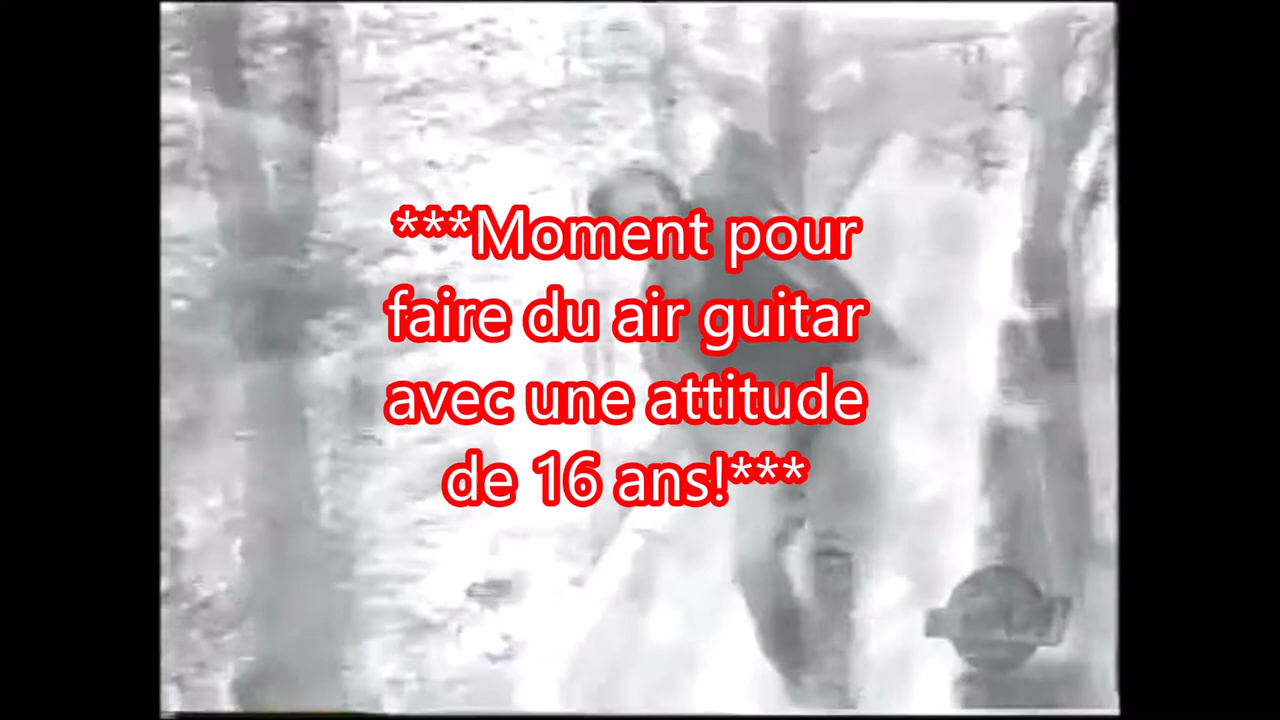 ***Moment pour
faire du air guitar
avec une attitude
de 16 ans!***